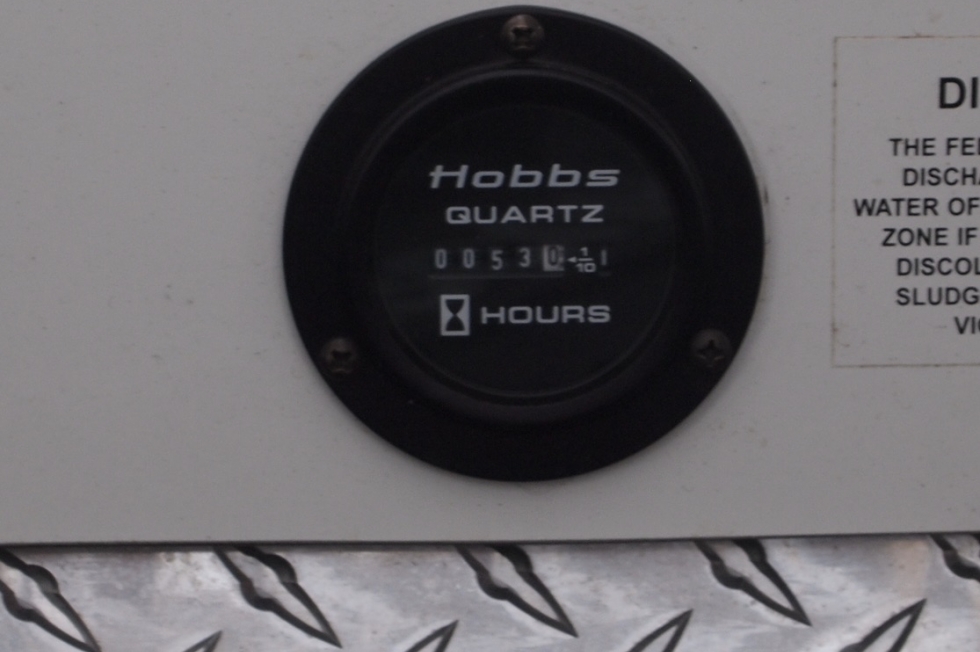 Hobbs
QUARTZ
0 0 5 3 0 1/10
HOURS
DI
THE FE
DISCH
WATER OF
ZONE IF
DISCOL
SLUDG
VI